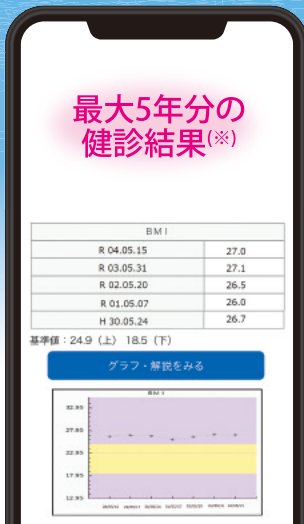 最大5年分の
健診結果(※)
BMI
R 04.05.15 27.0
R 03.05.31 27.1
R 02.05.20 26.5
R 01.05.07 26.0
H 30.05.24 26.7
基準値：24.9（上） 18.5（下）
グラフ・解説をみる
BMI
32.95
27.95
22.95
17.95
12.95